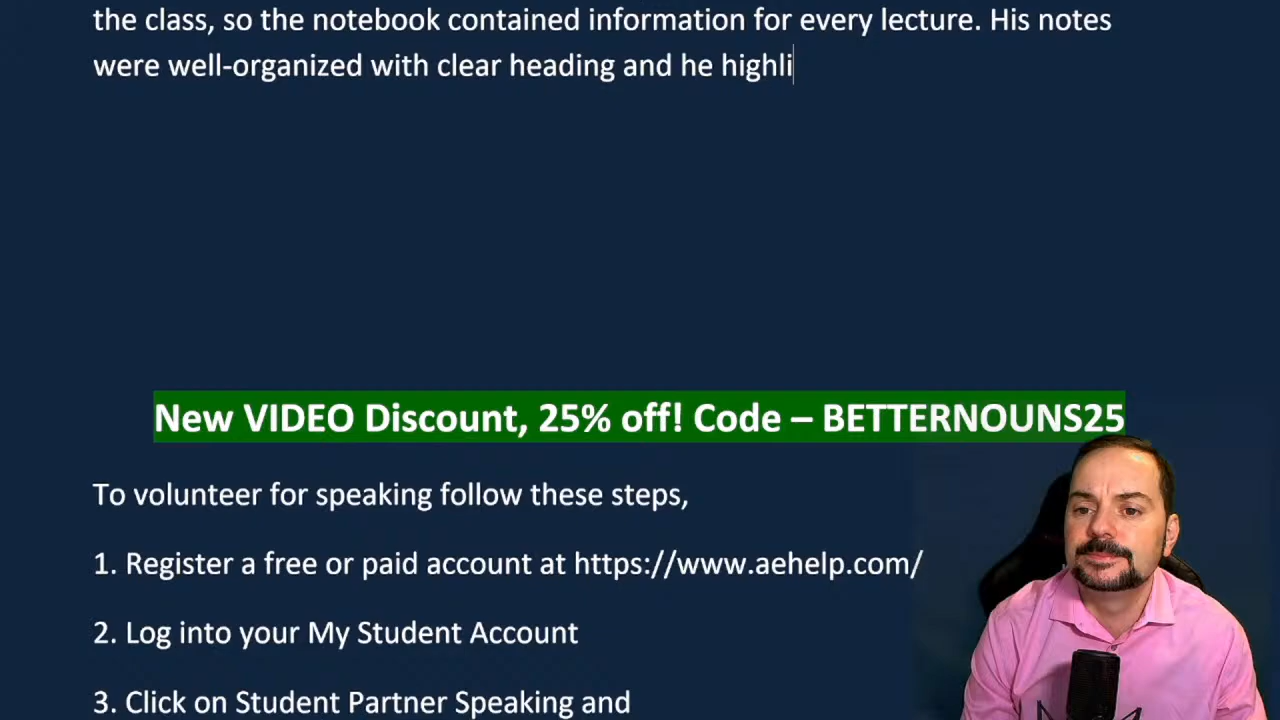 the class, so the notebook contained information for every lecture. His notes
were well-organized with clear heading and he highli
New VIDEO Discount, 25% off! Code – BETTERNOUNS25
To volunteer for speaking follow these steps,
1. Register a free or paid account at https://www.aehelp.com/
2. Log into your My Student Account
3. Click on Student Partner Speaking and